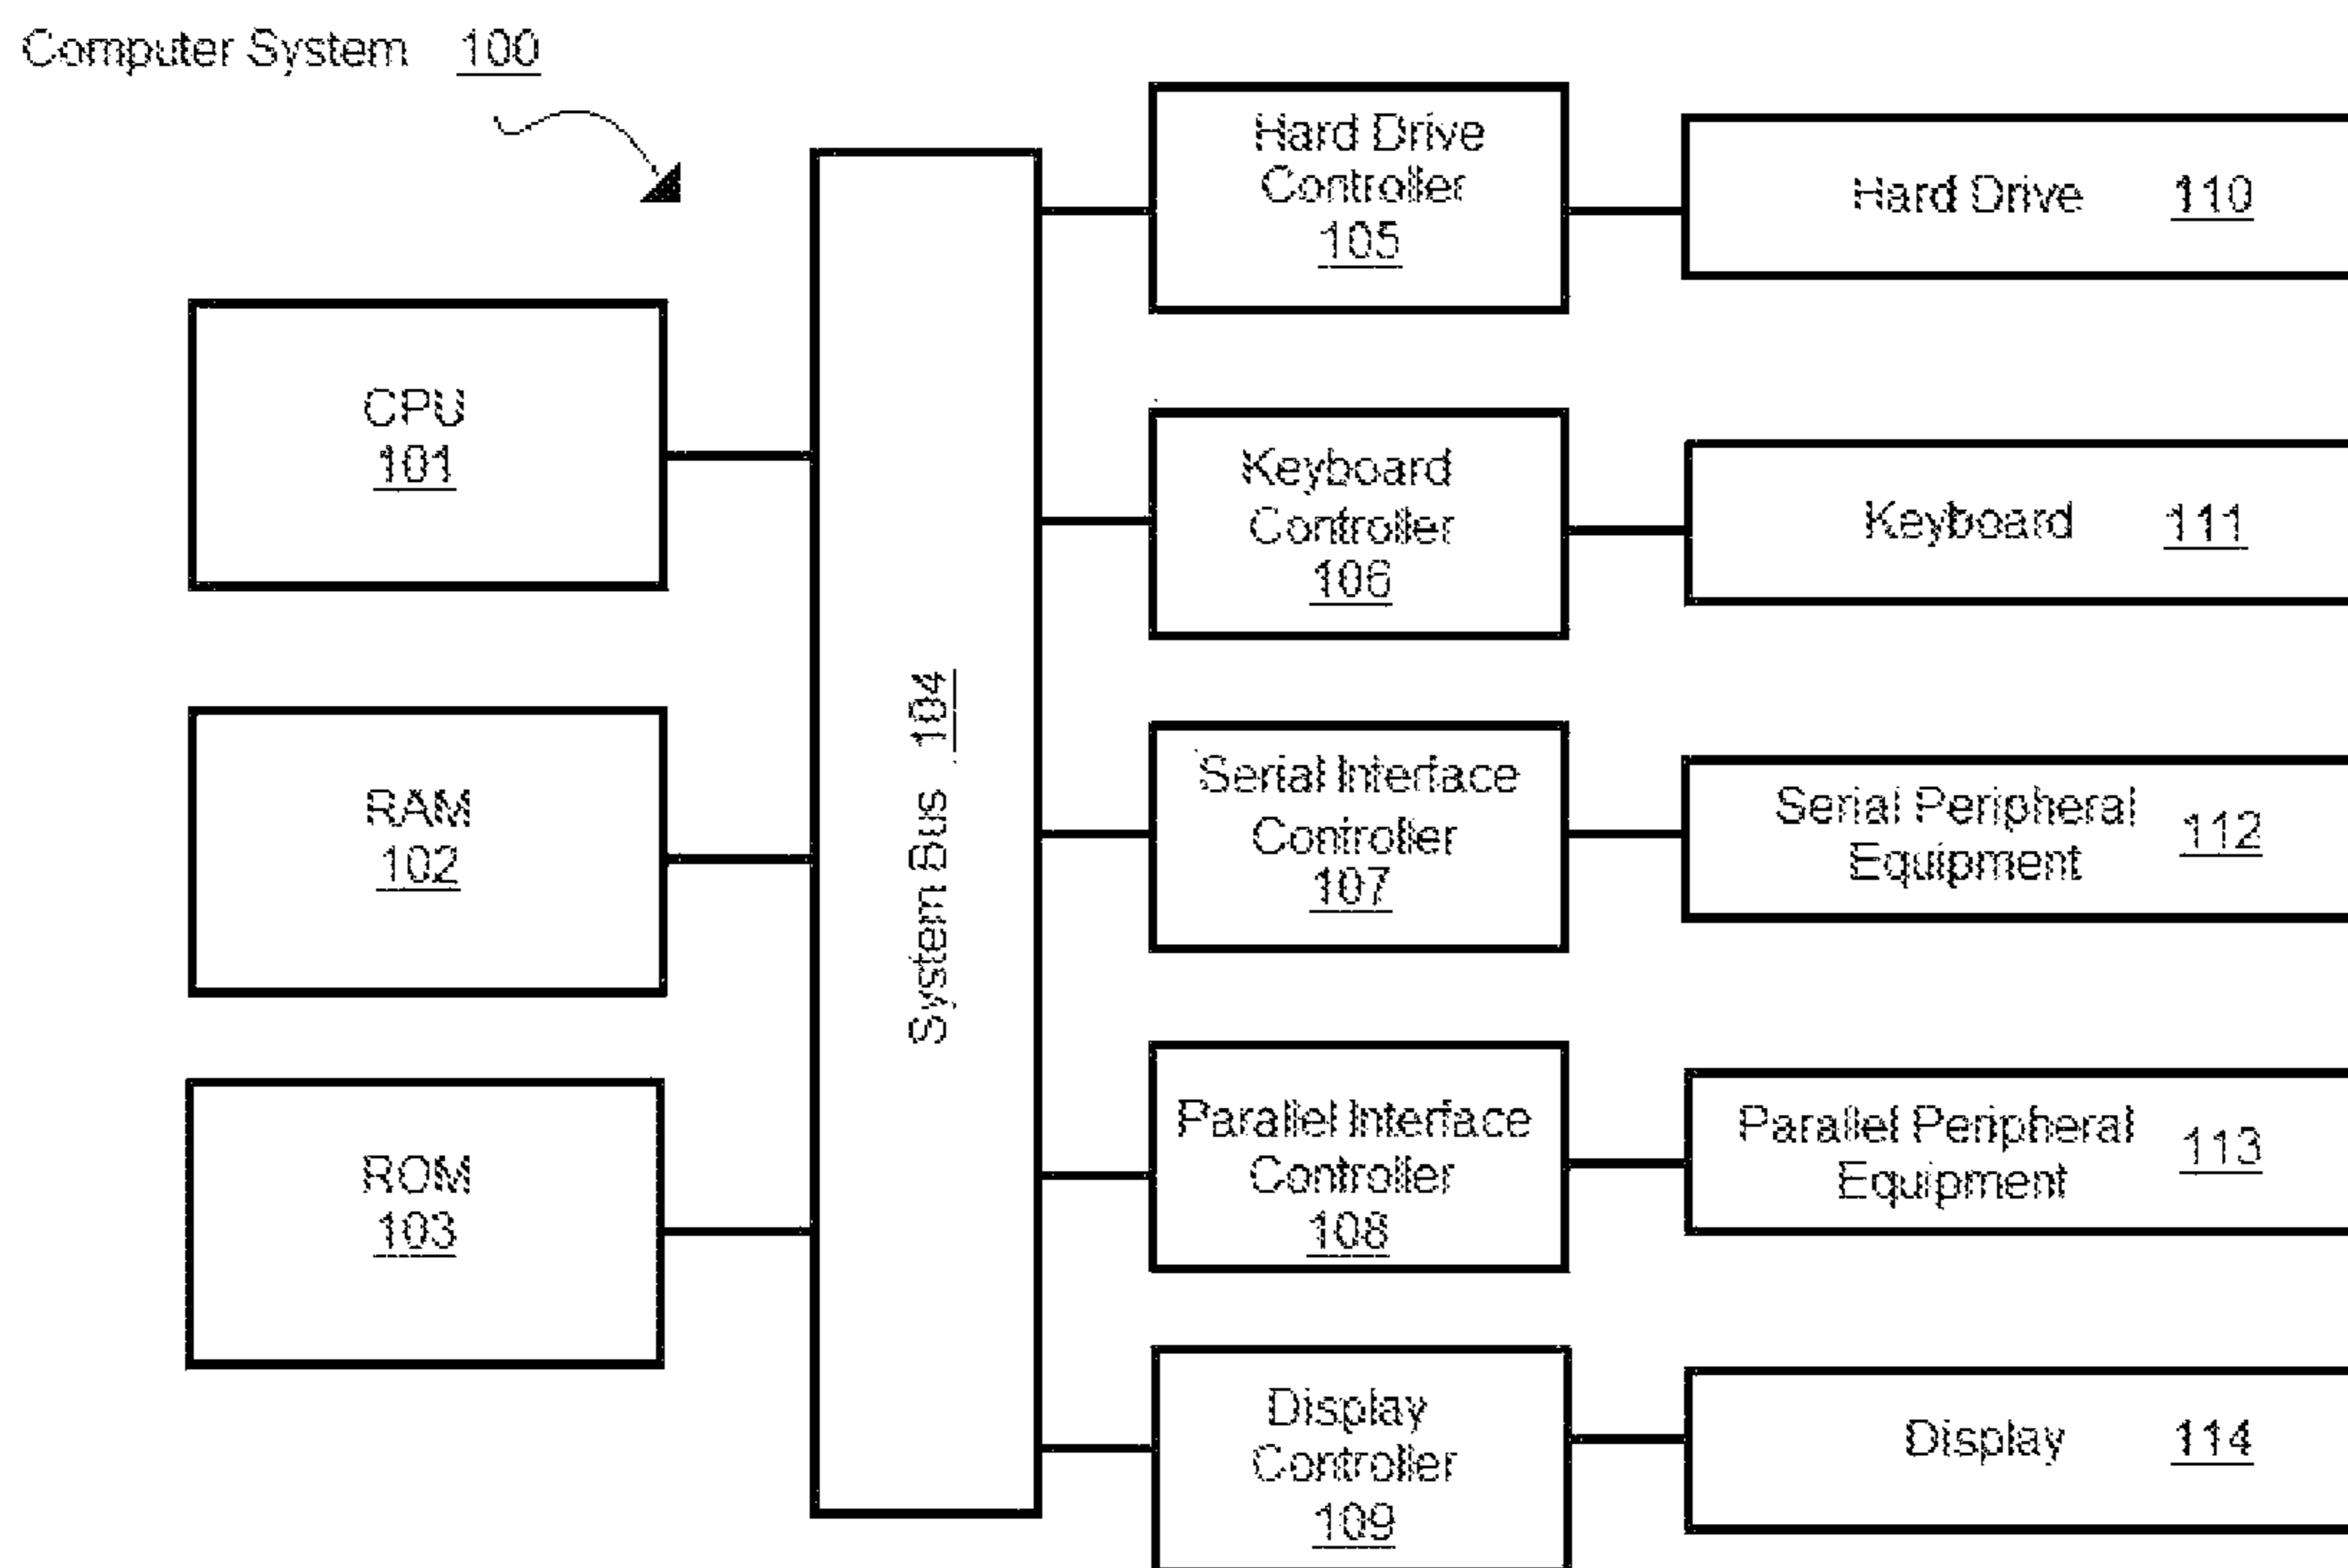 Computer System 100
CPU
101
RAM
102
ROM
103
System Bus 104
Hard Drive
Controller
105
Hard Drive 110
Keyboard
Controller
106
Keyboard 111
Serial Interface
Controller
107
Serial Peripheral
Equipment
112
Parallel Interface
Controller
108
Parallel Peripheral
Equipment
113
Display
Controller
109
Display 114